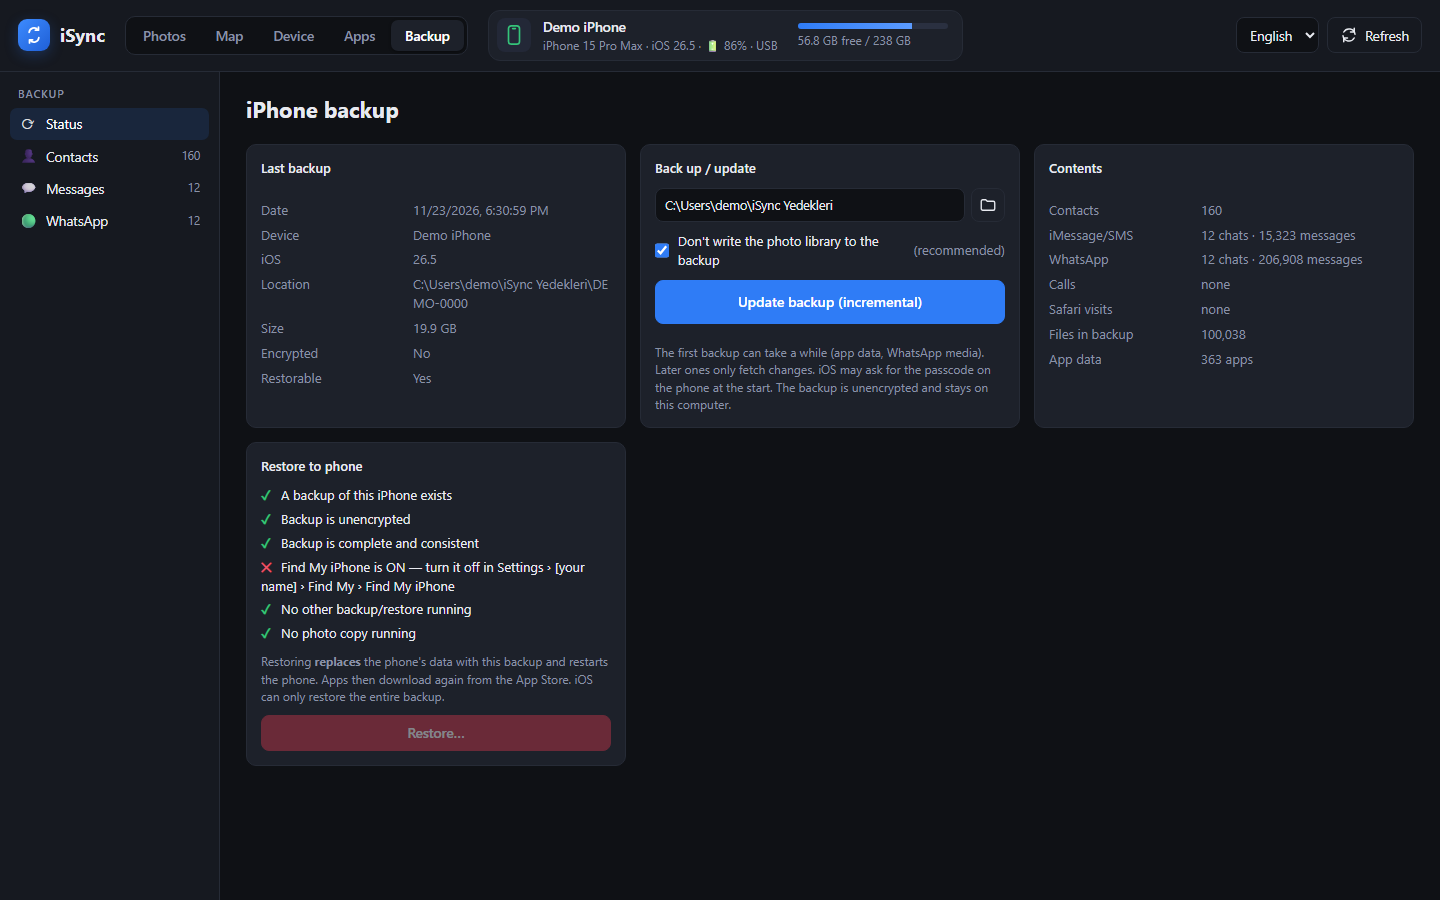 iSync
Photos
Map
Device
Apps
Backup
Demo iPhone
iPhone 15 Pro Max · iOS 26.5 · 86% · USB
56.8 GB free / 238 GB
English
Refresh
BACKUP
Status
Contacts 160
Messages 12
WhatsApp 12
iPhone backup
Last backup
Date 11/23/2026, 6:30:59 PM
Device Demo iPhone
iOS 26.5
Location C:\Users\demo\iSync Yedekleri\DE
MO-0000
Size 19.9 GB
Encrypted No
Restorable Yes
Back up / update
C:\Users\demo\iSync Yedekleri
Don't write the photo library to the
backup
(recommended)
Update backup (incremental)
The first backup can take a while (app data, WhatsApp media).
Later ones only fetch changes. iOS may ask for the passcode on
the phone at the start. The backup is unencrypted and stays on
this computer.
Contents
Contacts 160
iMessage/SMS 12 chats · 15,323 messages
WhatsApp 12 chats · 206,908 messages
Calls none
Safari visits none
Files in backup 100,038
App data 363 apps
Restore to phone
✓ A backup of this iPhone exists
✓ Backup is unencrypted
✓ Backup is complete and consistent
✕ Find My iPhone is ON — turn it off in Settings › [your
name] › Find My › Find My iPhone
✓ No other backup/restore running
✓ No photo copy running
Restoring replaces the phone's data with this backup and restarts
the phone. Apps then download again from the App Store. iOS
can only restore the entire backup.
Restore...